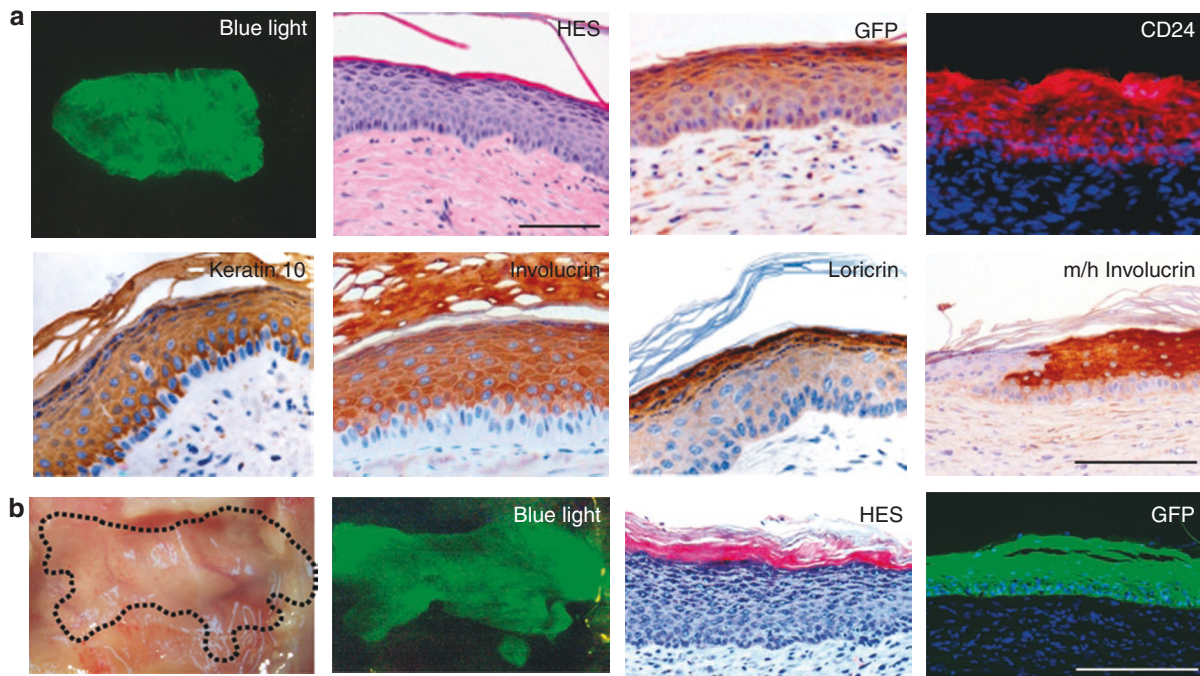 a
Blue light
HES
GFP
CD24
Keratin 10
Involucrin
Loricrin
m/h Involucrin
b
Blue light
HES
GFP